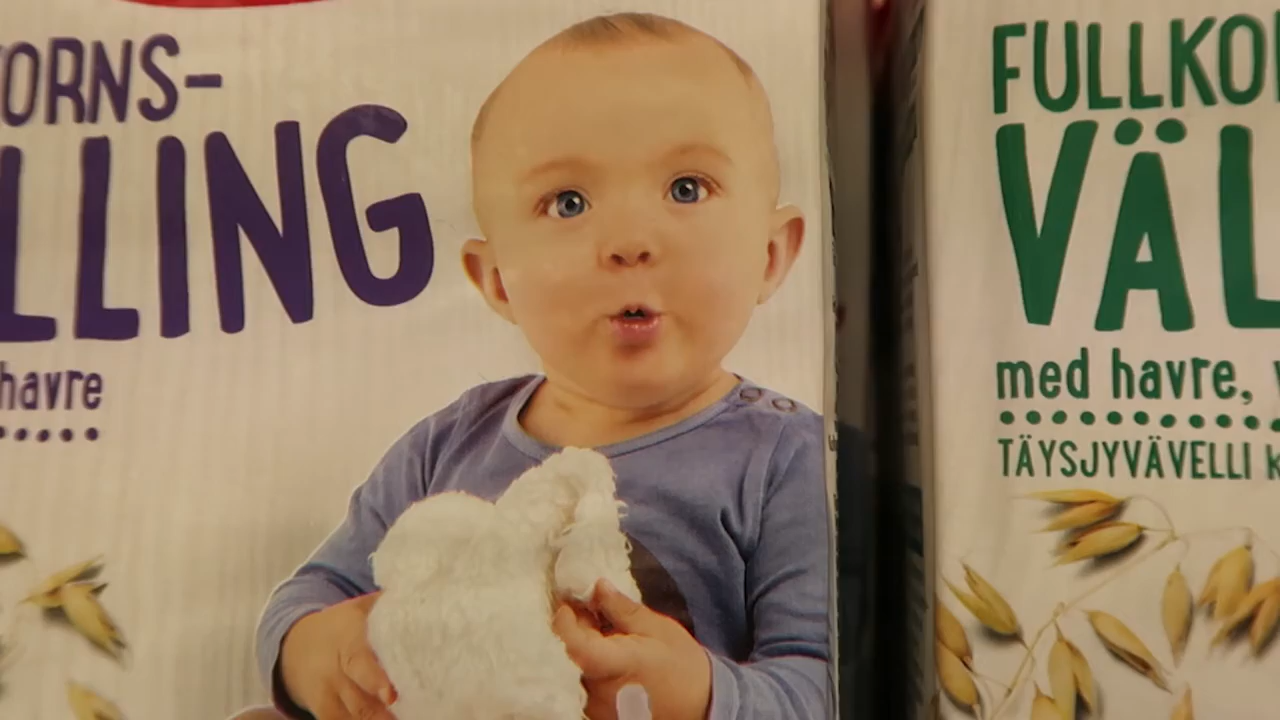 ORNS-
LLING
havre
FULLKO
VÄL
med havre,
TÄYSJYVÄVELLI